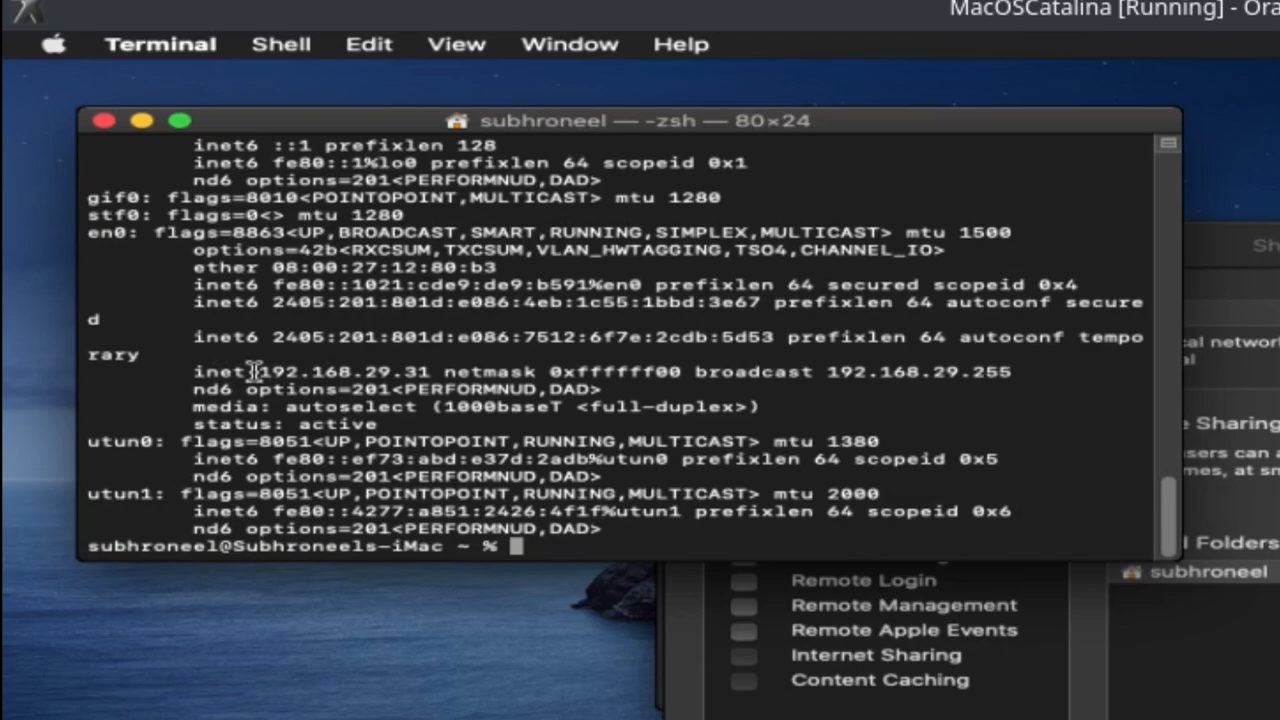 MacOSCatalina [Running] - Ora
Terminal Shell Edit View Window Help
subhroneel — -zsh — 80×24
inet6 ::1 prefixlen 128
inet6 fe80::1%lo0 prefixlen 64 scopeid 0x1
nd6 options=201<PERFORMNUD,DAD>
gif0: flags=8010<POINTOPOINT,MULTICAST> mtu 1280
stf0: flags=0<> mtu 1280
en0: flags=8863<UP,BROADCAST,SMART,RUNNING,SIMPLEX,MULTICAST> mtu 1500
options=42b<RXCSUM,TXCSUM,VLAN_HWTAGGING,TSO4,CHANNEL_IO>
ether 08:00:27:12:80:b3
inet6 fe80::1021:cde9:de9:b591%en0 prefixlen 64 secured scopeid 0x4
inet6 2405:201:801d:e086:4eb:1c55:1bbd:3e67 prefixlen 64 autoconf secure
d
inet6 2405:201:801d:e086:7512:6f7e:2cdb:5d53 prefixlen 64 autoconf tempo
rary
inet 192.168.29.31 netmask 0xffffff00 broadcast 192.168.29.255
nd6 options=201<PERFORMNUD,DAD>
media: autoselect (1000baseT <full-duplex>)
status: active
utun0: flags=8051<UP,POINTOPOINT,RUNNING,MULTICAST> mtu 1380
inet6 fe80::ef73:abd:e37d:2adb%utun0 prefixlen 64 scopeid 0x5
nd6 options=201<PERFORMNUD,DAD>
utun1: flags=8051<UP,POINTOPOINT,RUNNING,MULTICAST> mtu 2000
inet6 fe80::4277:a851:2426:4f1f%utun1 prefixlen 64 scopeid 0x6
nd6 options=201<PERFORMNUD,DAD>
subhroneel@Subhroneels-iMac ~ %
Sh
cal network
al
e Sharing
sers can a
mes, at sm
d Folders
subhroneel
Remote Login
Remote Management
Remote Apple Events
Internet Sharing
Content Caching